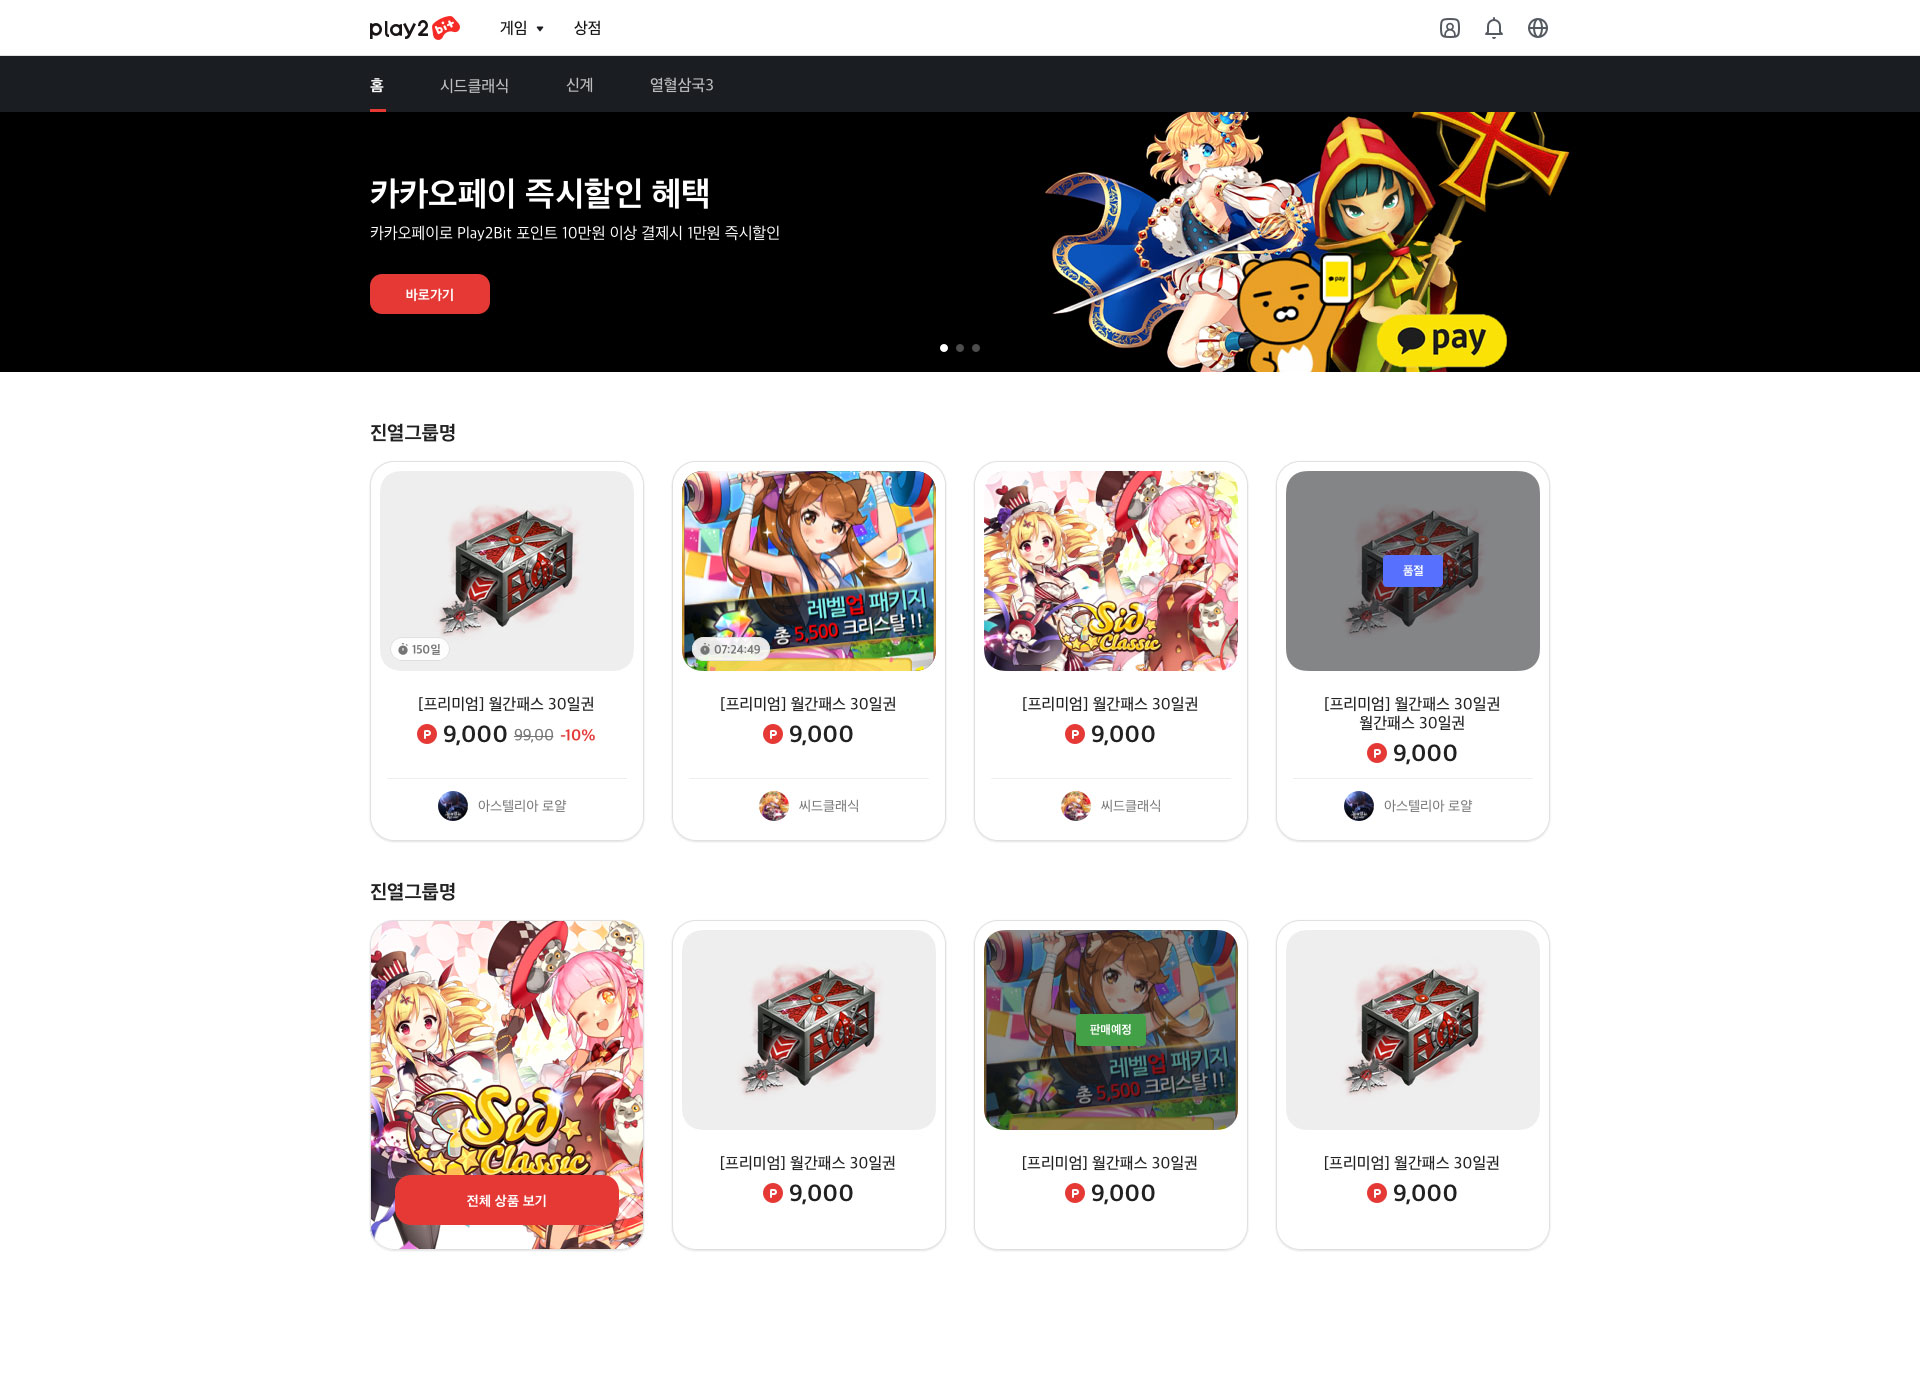 play2bit
게임
상점
홈
시드클래식
신계
열혈삼국3
카카오페이 즉시할인 혜택
카카오페이로 Play2Bit 포인트 10만원 이상 결제시 1만원 즉시할인
바로가기
pay
pay
진열그룹명
150일
[프리미엄] 월간패스 30일권
P 9,000 99,00 -10%
아스텔리아 로얄
레벨업 패키지
총 5,500 크리스탈 !!
07:24:49
[프리미엄] 월간패스 30일권
P 9,000
씨드클래식
Sid
Classic
[프리미엄] 월간패스 30일권
P 9,000
씨드클래식
품절
[프리미엄] 월간패스 30일권
월간패스 30일권
P 9,000
아스텔리아 로얄
진열그룹명
Sid
Classic
전체 상품 보기
[프리미엄] 월간패스 30일권
P 9,000
판매예정
레벨업 패키지
총 5,500 크리스탈 !!
[프리미엄] 월간패스 30일권
P 9,000
[프리미엄] 월간패스 30일권
P 9,000